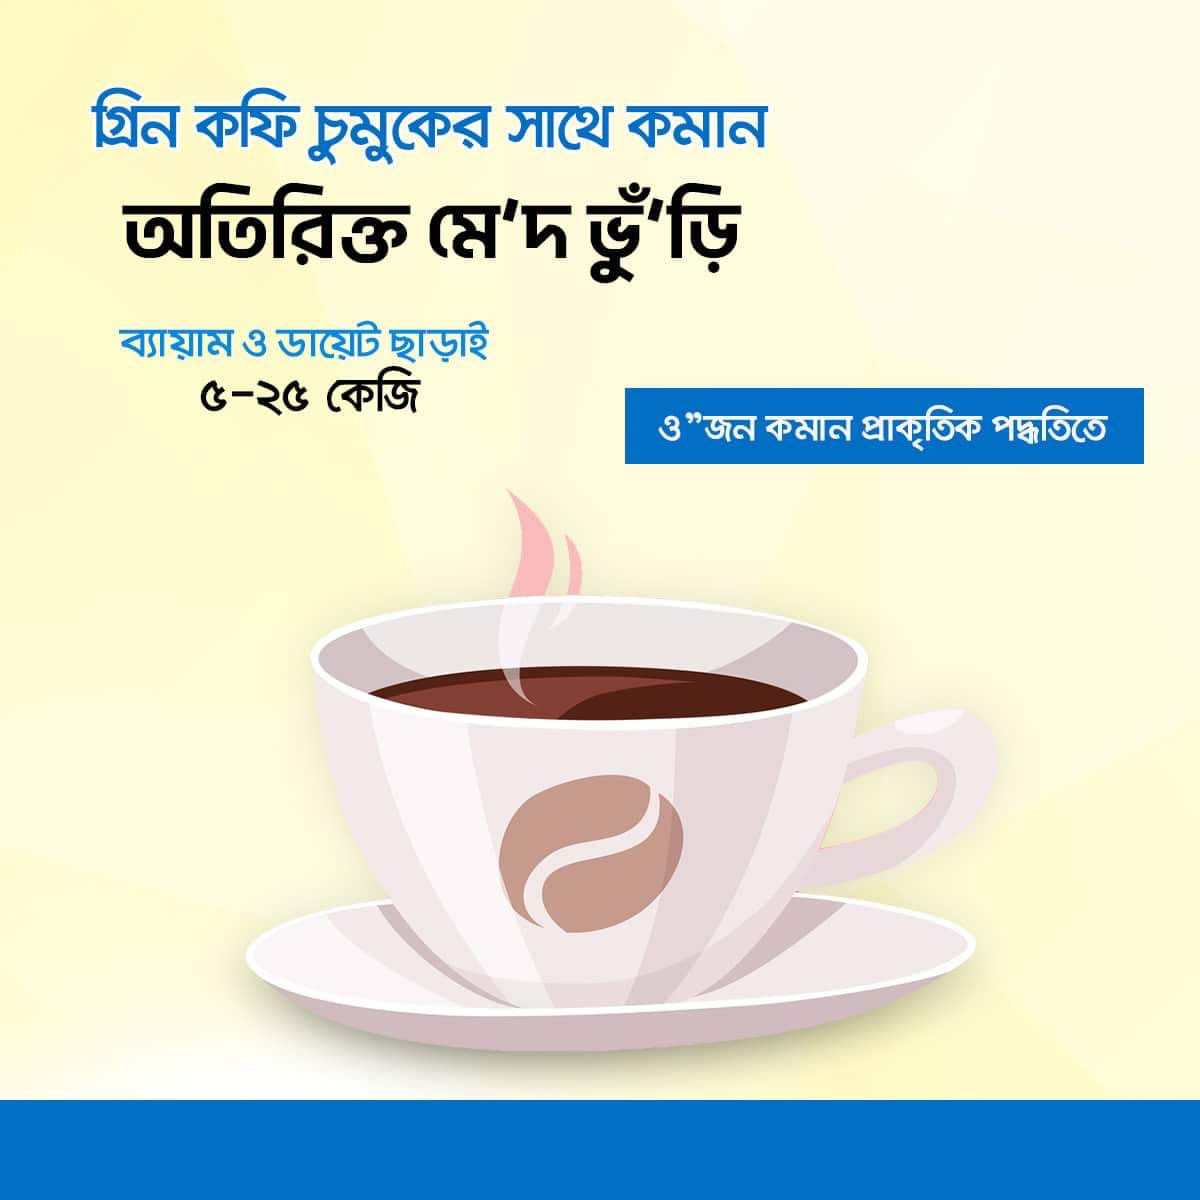 গ্রিন কফি চুমুকের সাথে কমান
অতিরিক্ত মে'দ ভুঁ'ড়ি
ব্যায়াম ও ডায়েট ছাড়াই
৫-২৫ কেজি
ও"জন কমান প্রাকৃতিক পদ্ধতিতে